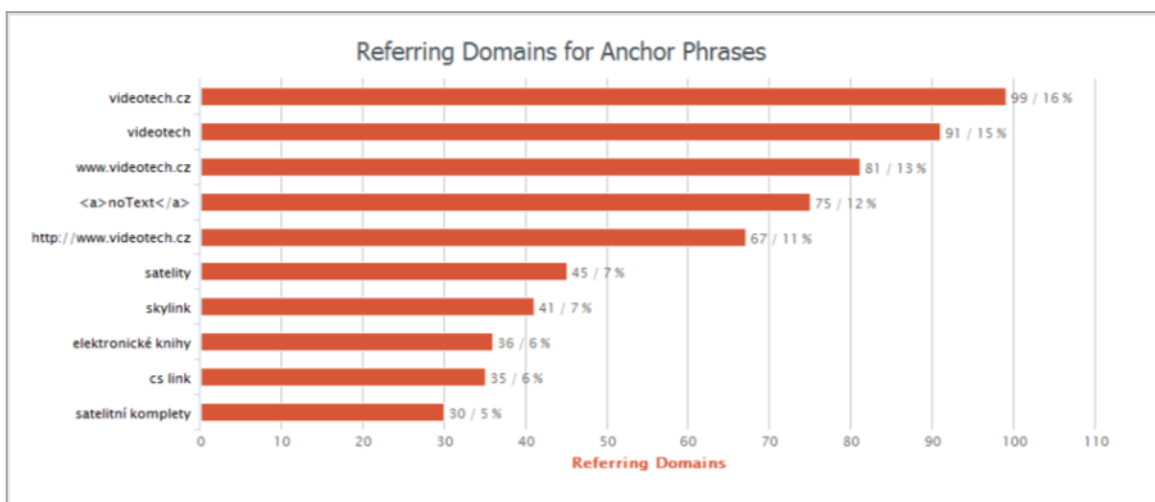 Referring Domains for Anchor Phrases
videotech.cz 99 / 16 %
videotech 91 / 15 %
www.videotech.cz 81 / 13 %
<a>noText</a> 75 / 12 %
http://www.videotech.cz 67 / 11 %
satelity 45 / 7 %
skylink 41 / 7 %
elektronické knihy 36 / 6 %
cs link 35 / 6 %
satelitní komplety 30 / 5 %
0 10 20 30 40 50 60 70 80 90 100 110
Referring Domains